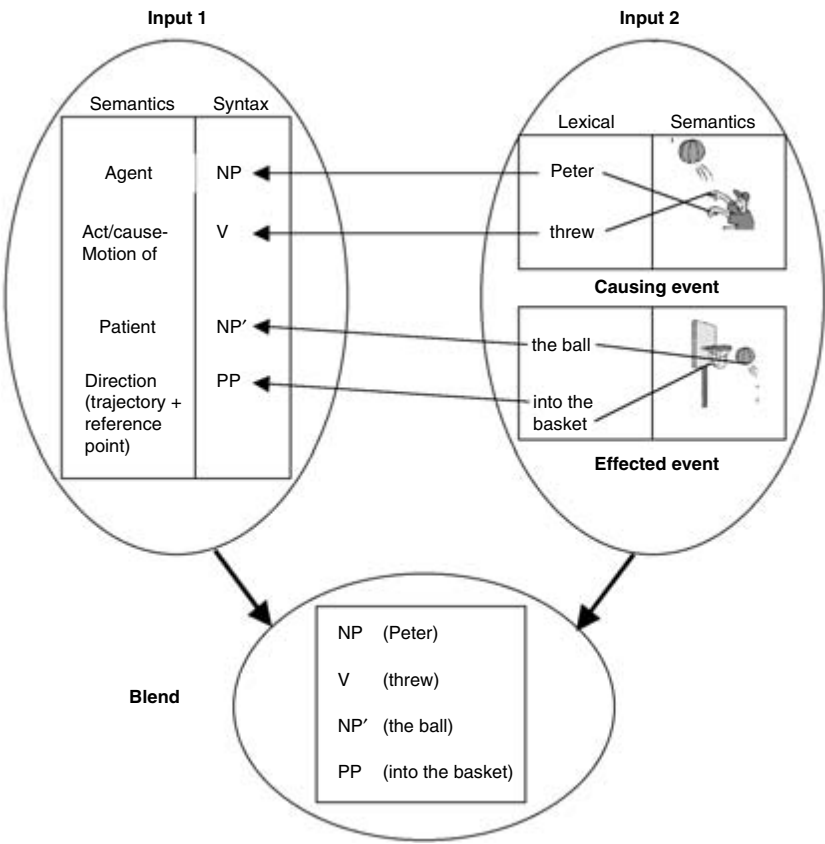 Input 1
Input 2
Semantics Syntax
Agent NP
Act/cause-
Motion of
V
Patient NP′
Direction
(trajectory +
reference
point)
PP
Lexical Semantics
Peter
threw
Causing event
the ball
into the
basket
Effected event
Blend
NP (Peter)
V (threw)
NP′ (the ball)
PP (into the basket)